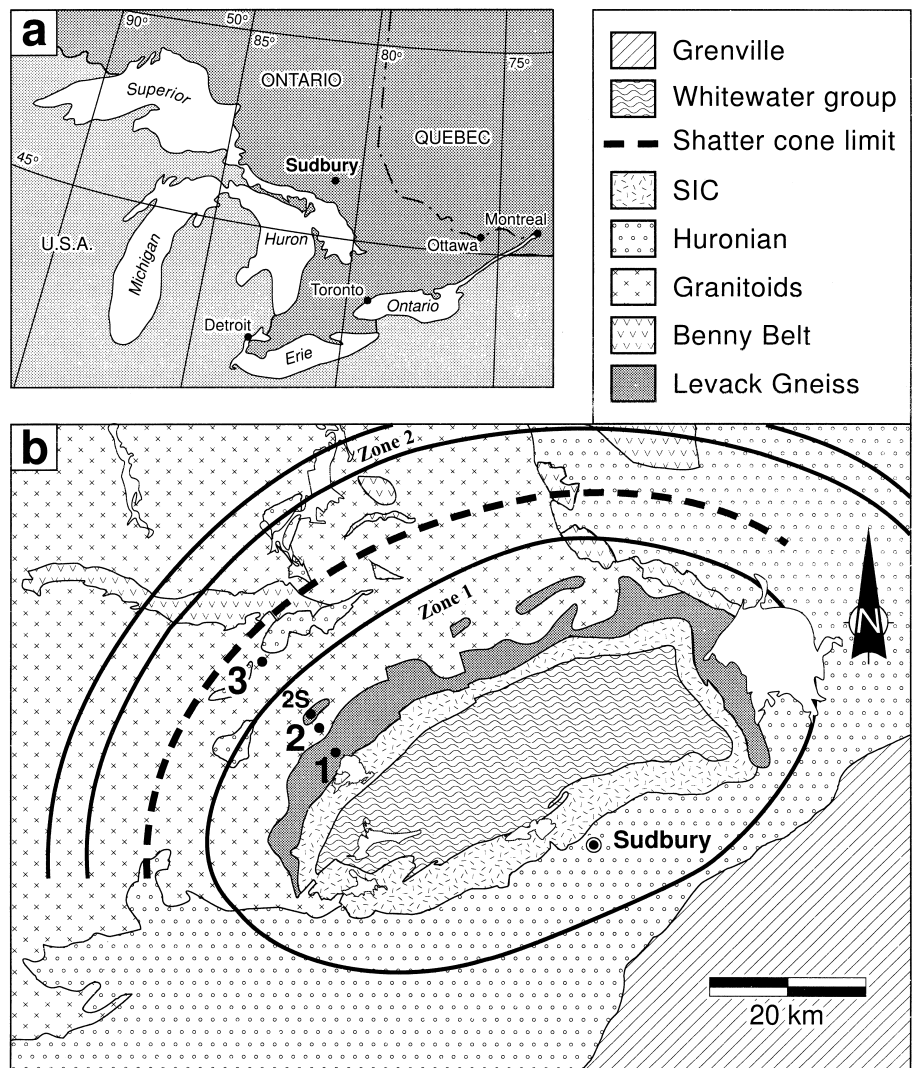 a
90°
50°
85°
80°
75°
ONTARIO
Superior
QUEBEC
45°
Sudbury
U.S.A.
Michigan
Huron
Montreal
Ottawa
Toronto
Ontario
Detroit
Erie
Grenville
Whitewater group
Shatter cone limit
SIC
Huronian
Granitoids
Benny Belt
Levack Gneiss
b
Zone 2
Zone 1
N
3
2S
2
1
Sudbury
20 km